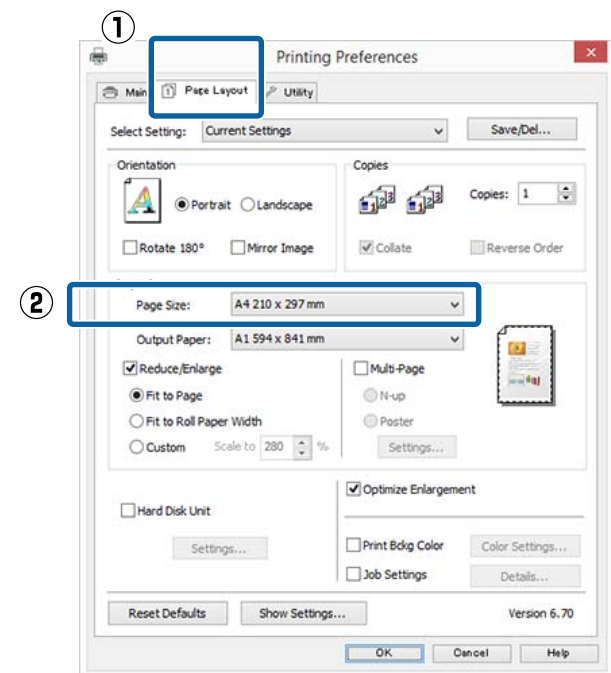 1
Printing Preferences
Main Page Layout Utility
Select Setting: Current Settings Save/Del...
Orientation Copies
Portrait Landscape Copies: 1
Rotate 180° Mirror Image Collate Reverse Order
2
Page Size: A4 210 x 297 mm
Output Paper: A1 594 x 841 mm
Reduce/Enlarge Multi-Page
Fit to Page N-up
Fit to Roll Paper Width Poster
Custom Scale to 280 % Settings...
Optimize Enlargement
Hard Disk Unit
Settings... Print Bckg Color Color Settings...
Job Settings Details...
Reset Defaults Show Settings... Version 6.70
OK Cancel Help